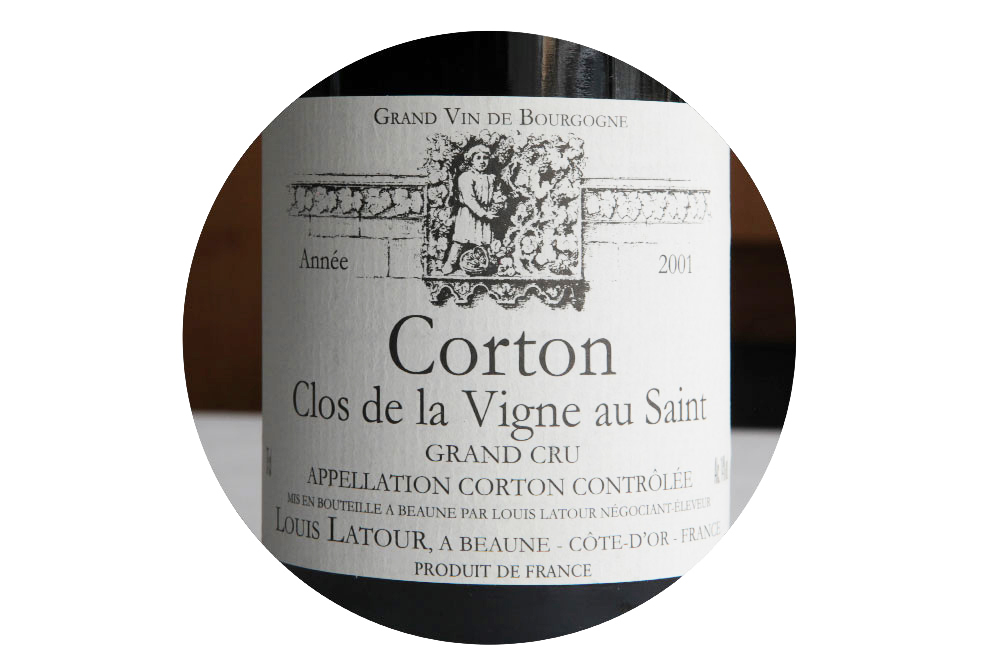 GRAND VIN DE BOURGOGNE
Année 2001
Corton
Clos de la Vigne au Saint
GRAND CRU
APPELLATION CORTON CONTRÔLÉE
MIS EN BOUTEILLE A BEAUNE PAR LOUIS LATOUR NÉGOCIANT-ÉLEVEUR
LOUIS LATOUR, A BEAUNE - CÔTE-D'OR - FRANCE
PRODUIT DE FRANCE